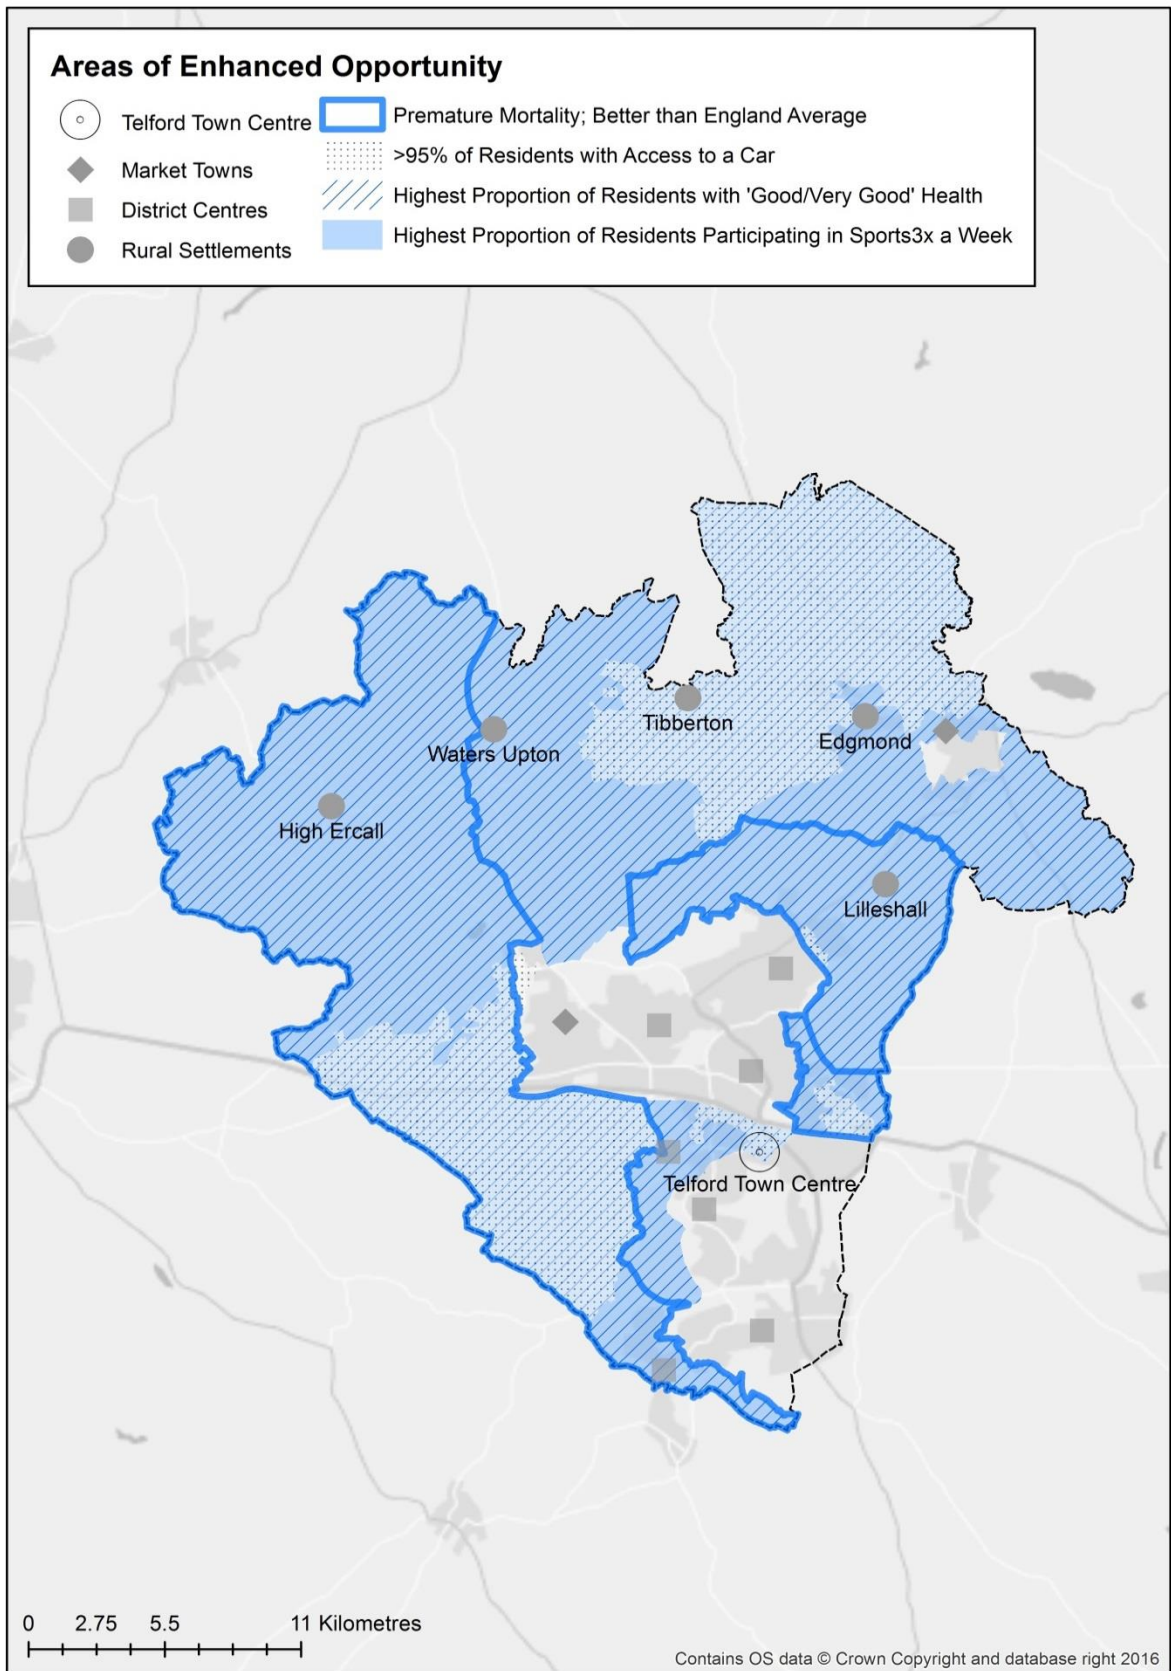 Areas of Enhanced Opportunity
Telford Town Centre
Market Towns
District Centres
Rural Settlements
Premature Mortality; Better than England Average
>95% of Residents with Access to a Car
Highest Proportion of Residents with 'Good/Very Good' Health
Highest Proportion of Residents Participating in Sports3x a Week
Tibberton
Edgmond
Waters Upton
High Ercall
Lilleshall
Telford Town Centre
0 2.75 5.5 11 Kilometres
Contains OS data © Crown Copyright and database right 2016